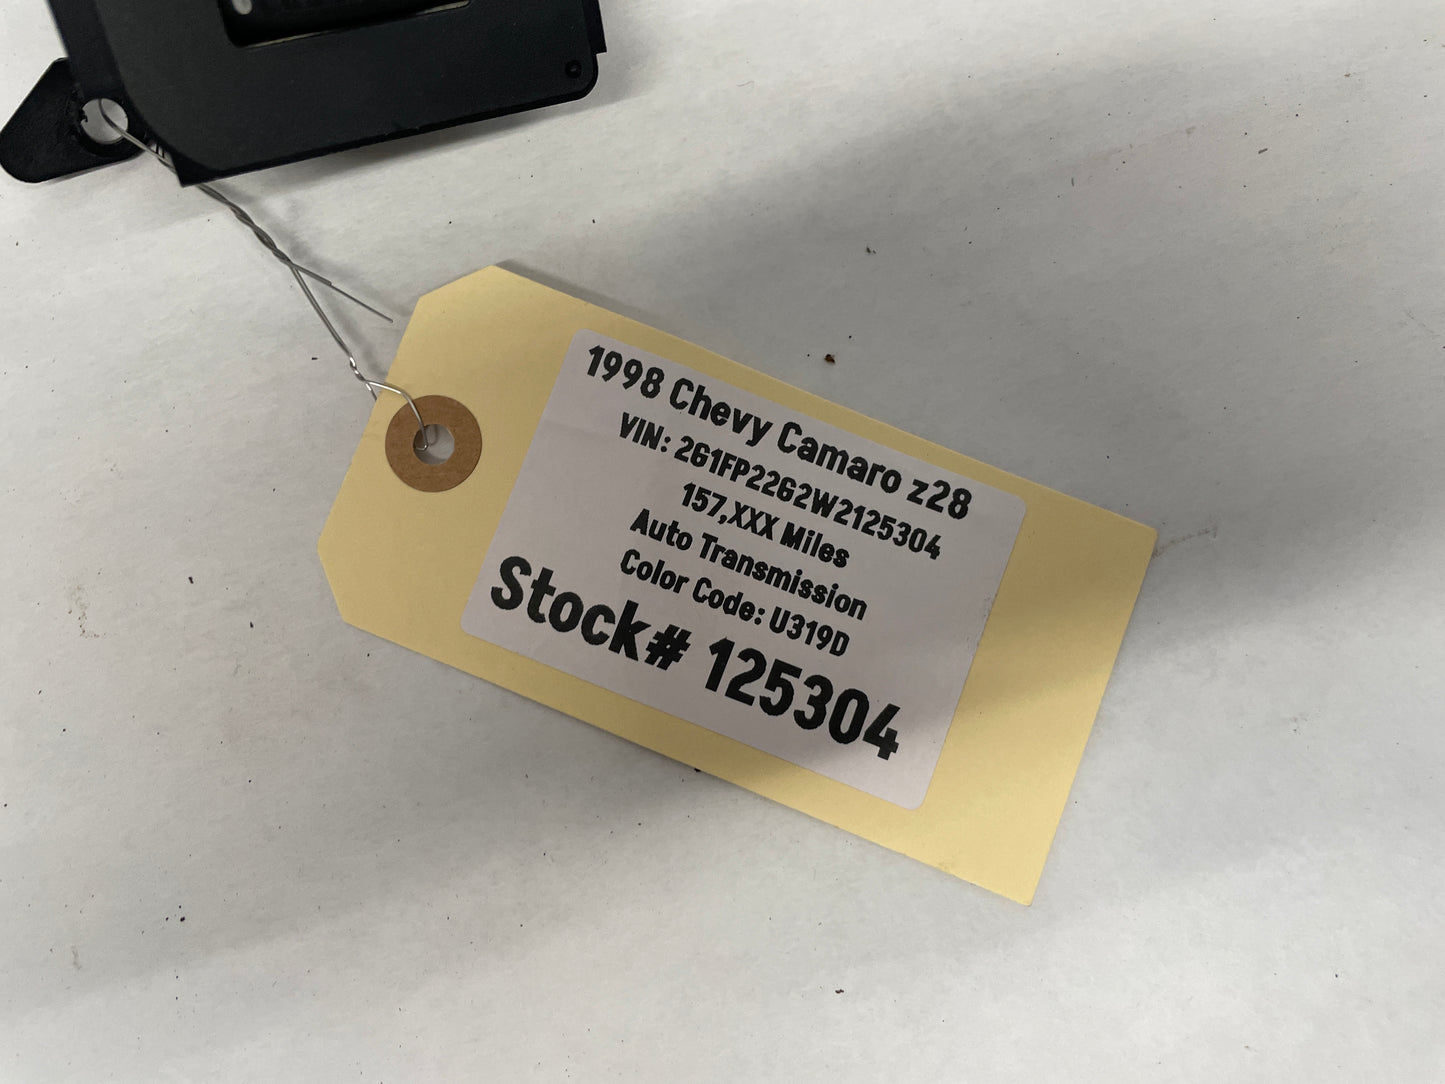 1998 Chevy Camaro z28
VIN: 2G1FP22G2W2125304
157,XXX Miles
Auto Transmission
Color Code: U319D
Stock# 125304